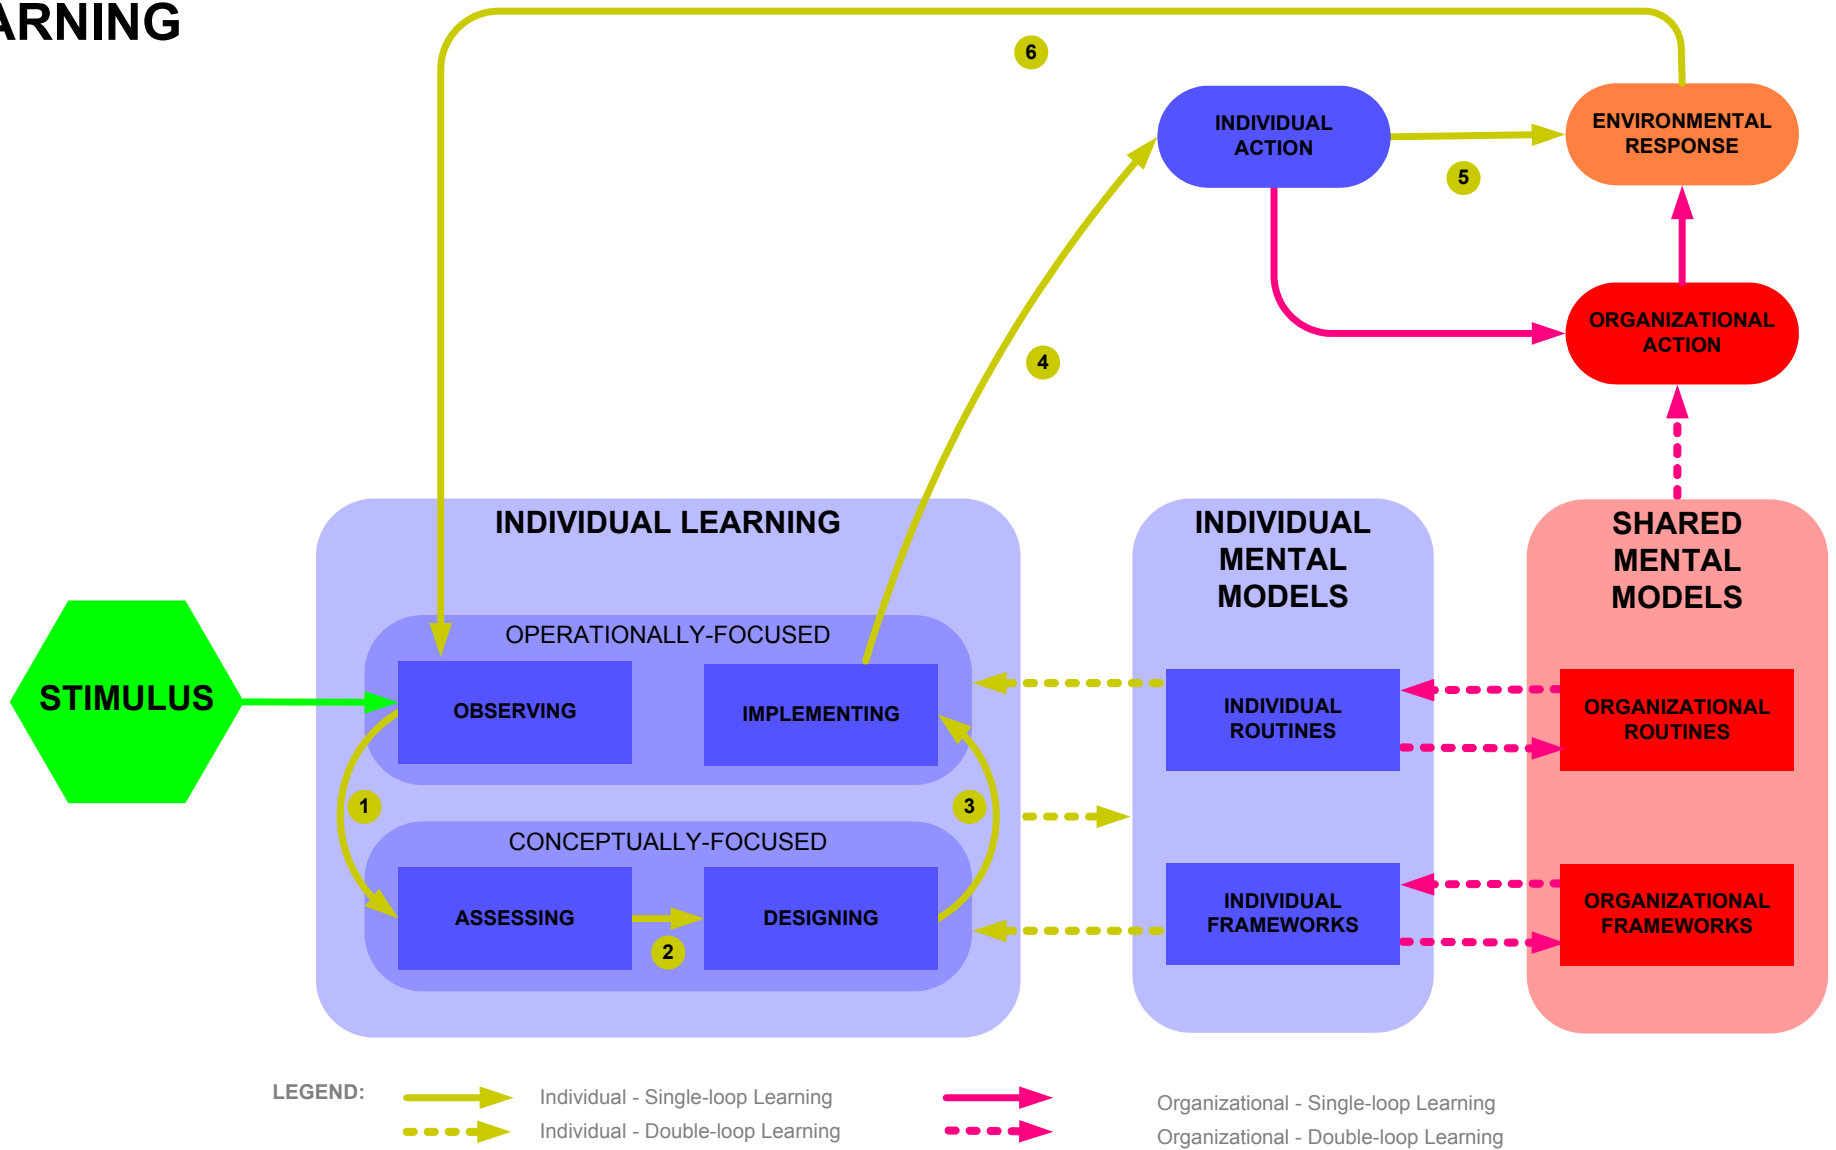 ARNING
6
INDIVIDUAL
ACTION
ENVIRONMENTAL
RESPONSE
5
ORGANIZATIONAL
ACTION
4
INDIVIDUAL LEARNING
INDIVIDUAL
MENTAL
MODELS
SHARED
MENTAL
MODELS
OPERATIONALLY-FOCUSED
STIMULUS
OBSERVING
IMPLEMENTING
INDIVIDUAL
ROUTINES
ORGANIZATIONAL
ROUTINES
1
3
CONCEPTUALLY-FOCUSED
ASSESSING
2
DESIGNING
INDIVIDUAL
FRAMEWORKS
ORGANIZATIONAL
FRAMEWORKS
LEGEND:
Individual - Single-loop Learning
Individual - Double-loop Learning
Organizational - Single-loop Learning
Organizational - Double-loop Learning